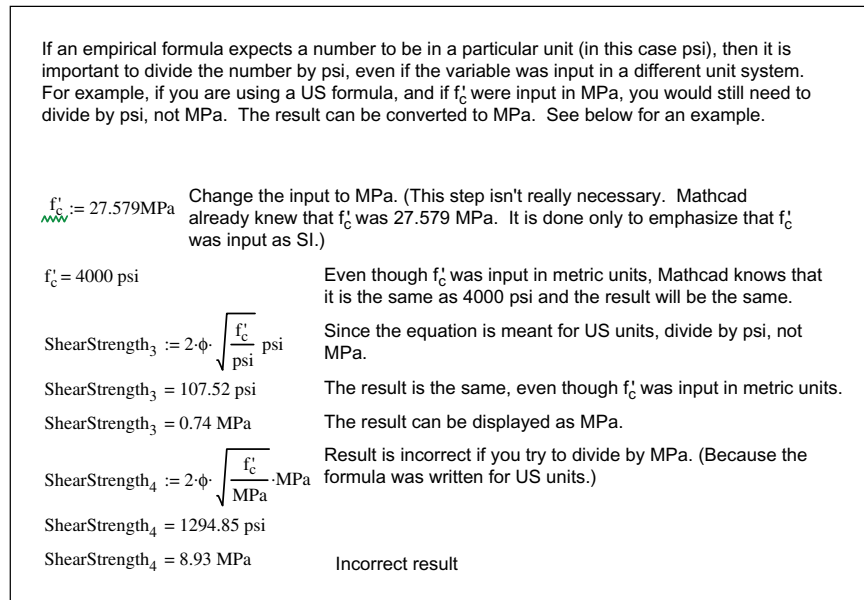 If an empirical formula expects a number to be in a particular unit (in this case psi), then it is
important to divide the number by psi, even if the variable was input in a different unit system.
For example, if you are using a US formula, and if f'c were input in MPa, you would still need to
divide by psi, not MPa. The result can be converted to MPa. See below for an example.
f'c := 27.579MPa
Change the input to MPa. (This step isn't really necessary. Mathcad
already knew that f'c was 27.579 MPa. It is done only to emphasize that f'c
was input as SI.)
f'c = 4000 psi
Even though f'c was input in metric units, Mathcad knows that
it is the same as 4000 psi and the result will be the same.
ShearStrength₃ := 2·ϕ·√(f'c/psi) psi
Since the equation is meant for US units, divide by psi, not
MPa.
ShearStrength₃ = 107.52 psi
The result is the same, even though f'c was input in metric units.
ShearStrength₃ = 0.74 MPa
The result can be displayed as MPa.
ShearStrength₄ := 2·ϕ·√(f'c/MPa)·MPa
Result is incorrect if you try to divide by MPa. (Because the
formula was written for US units.)
ShearStrength₄ = 1294.85 psi
ShearStrength₄ = 8.93 MPa
Incorrect result